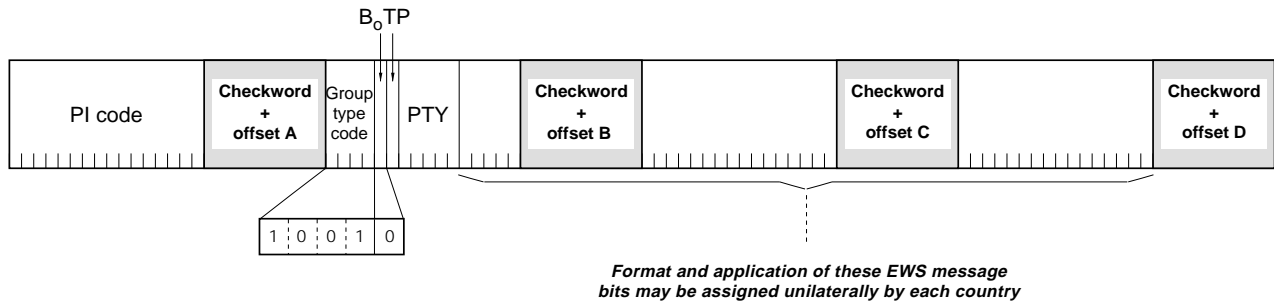 BoTP
PI code
Checkword
+
offset A
Group
type
code
PTY
Checkword
+
offset B
Checkword
+
offset C
Checkword
+
offset D
1 0 0 1 0
Format and application of these EWS message
bits may be assigned unilaterally by each country